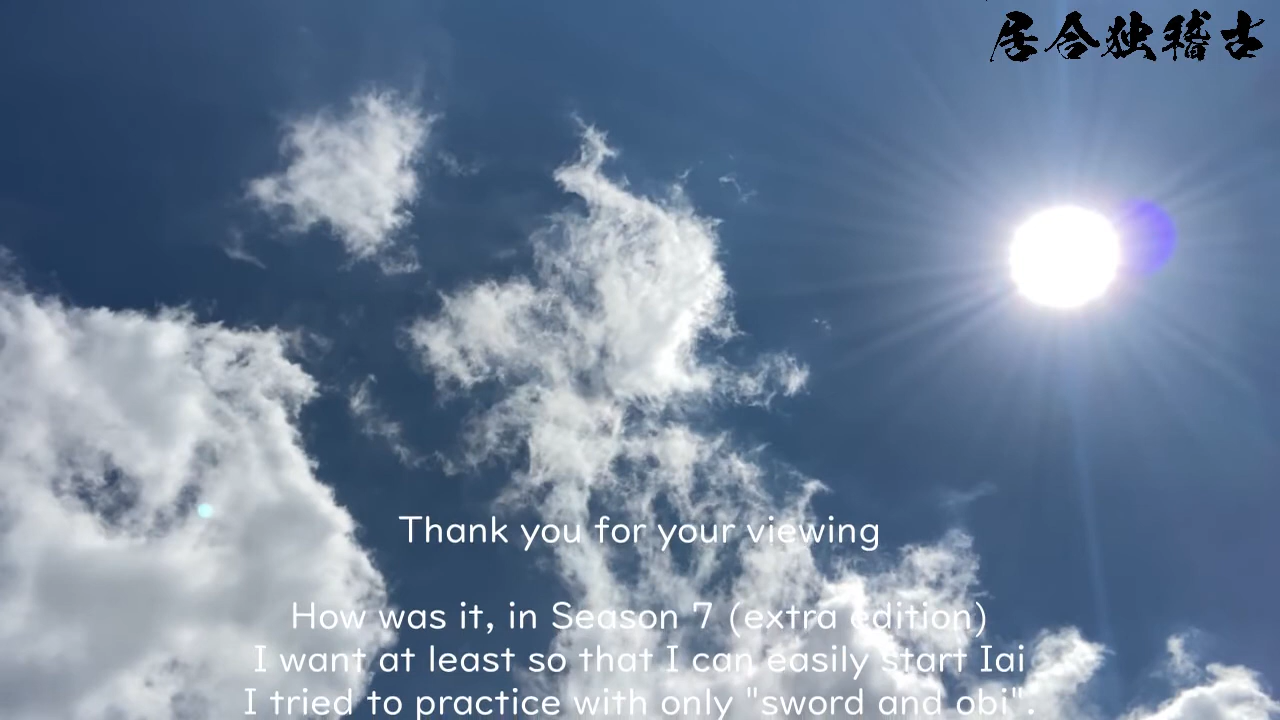 居合独稽古
Thank you for your viewing
How was it, in Season 7 (extra edition)
I want at least so that I can easily start Iai
I tried to practice with only "sword and obi".